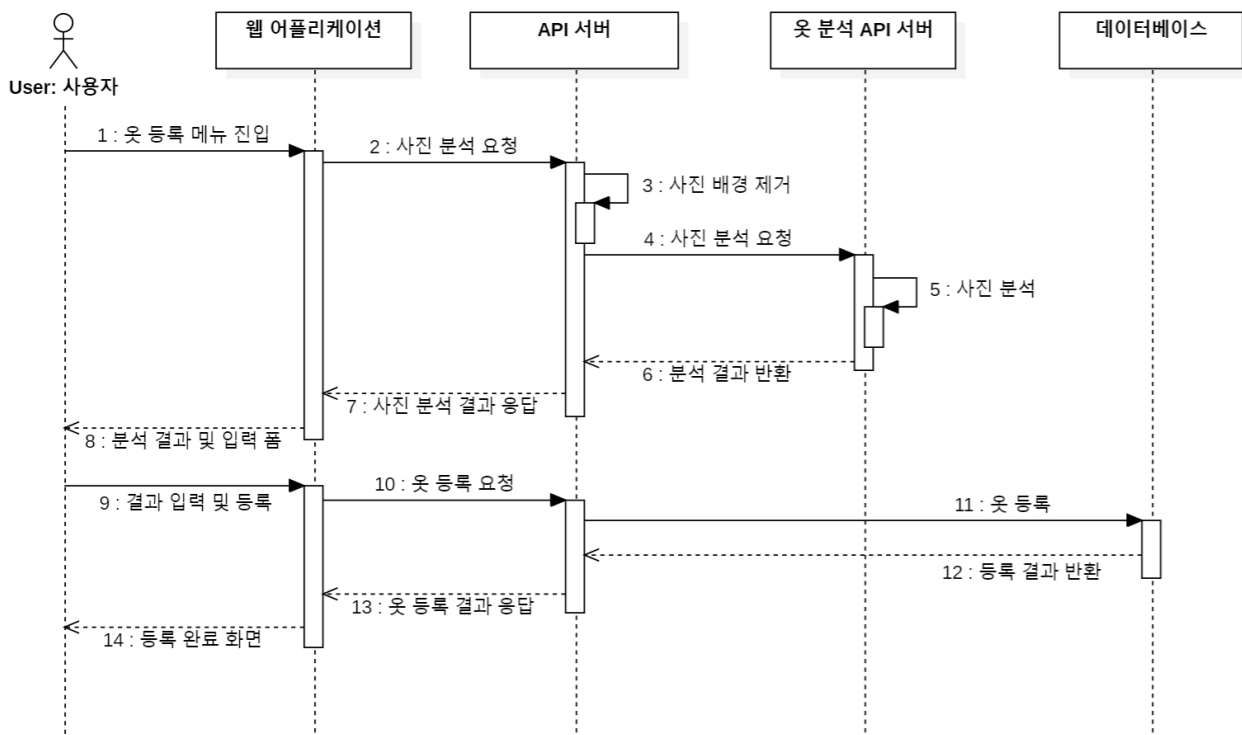 웹 어플리케이션
API 서버
옷 분석 API 서버
데이터베이스
User: 사용자
1 : 옷 등록 메뉴 진입
2 : 사진 분석 요청
3 : 사진 배경 제거
4 : 사진 분석 요청
5 : 사진 분석
6 : 분석 결과 반환
7 : 사진 분석 결과 응답
8 : 분석 결과 및 입력 폼
9 : 결과 입력 및 등록
10 : 옷 등록 요청
11 : 옷 등록
12 : 등록 결과 반환
13 : 옷 등록 결과 응답
14 : 등록 완료 화면